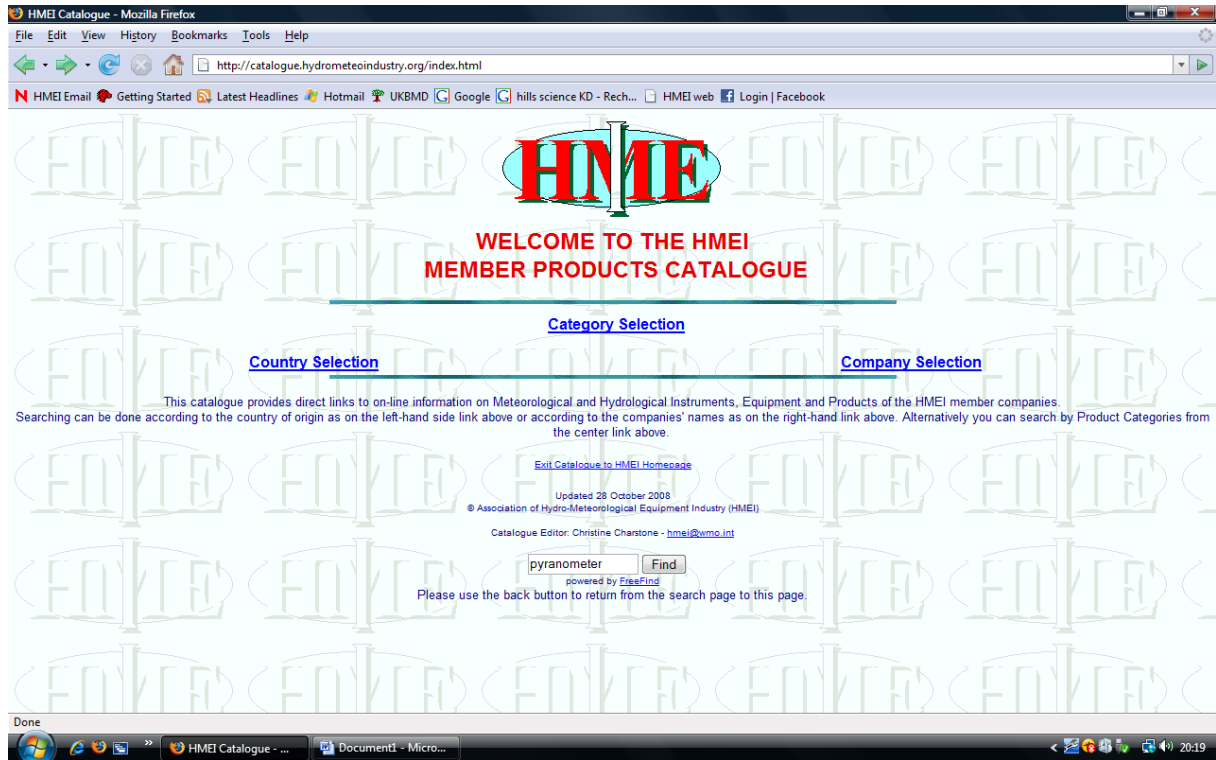 HMEI Catalogue - Mozilla Firefox
File Edit View History Bookmarks Tools Help
http://catalogue.hydrometeoindustry.org/index.html
HMEI Email Getting Started Latest Headlines Hotmail UKBMD Google hills science KD - Rech... HMEI web Login | Facebook
HMEI
WELCOME TO THE HMEI
MEMBER PRODUCTS CATALOGUE
Category Selection
Country Selection Company Selection
This catalogue provides direct links to on-line information on Meteorological and Hydrological Instruments, Equipment and Products of the HMEI member companies.
Searching can be done according to the country of origin as on the left-hand side link above or according to the companies' names as on the right-hand link above. Alternatively you can search by Product Categories from
the center link above.
Exit Catalogue to HMEI Homepage
Updated 28 October 2008
© Association of Hydro-Meteorological Equipment Industry (HMEI)
Catalogue Editor: Christine Charstone - hmei@wmo.int
pyranometer Find
powered by FreeFind
Please use the back button to return from the search page to this page.
Done
HMEI Catalogue - ... Document1 - Micro... 20:19